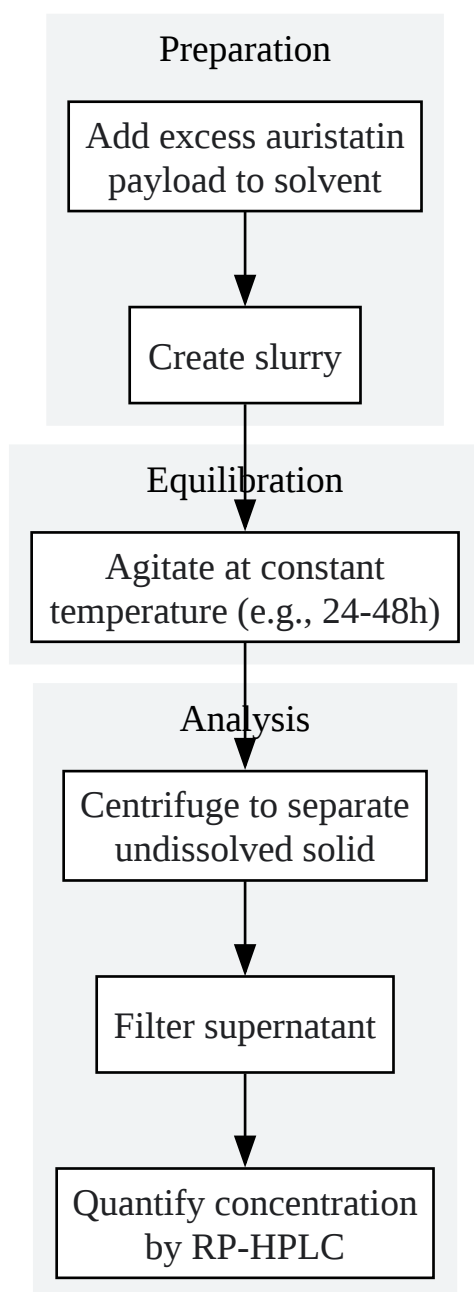 Preparation
Add excess auristatin
payload to solvent
Create slurry
Equilibration
Agitate at constant
temperature (e.g., 24-48h)
Analysis
Centrifuge to separate
undissolved solid
Filter supernatant
Quantify concentration
by RP-HPLC